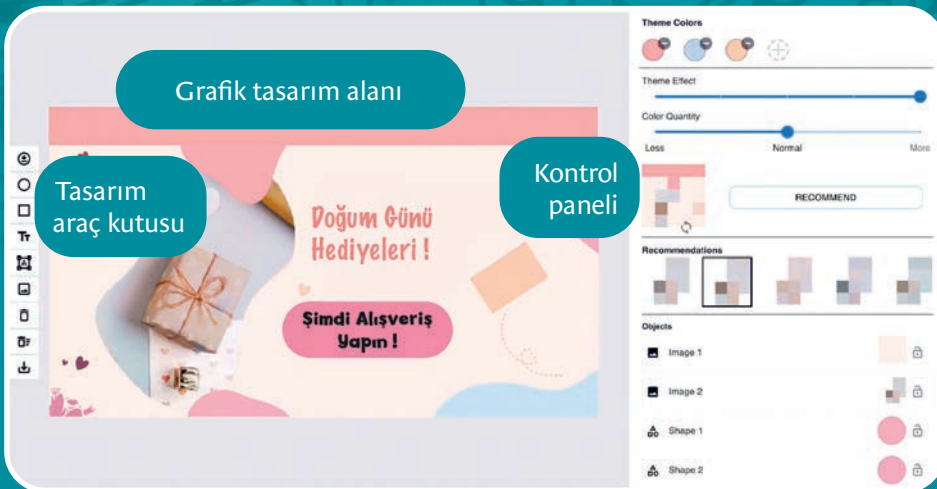 Grafik tasarım alanı
Tasarım
araç kutusu
Tt
Doğum Günü
Hediyeleri !
Şimdi Alışveriş
Yapın !
Kontrol
paneli
Theme Colors
Theme Effect
Color Quantity
Less Normal More
RECOMMEND
Recommendations
Objects
Image 1
Image 2
Shape 1
Shape 2